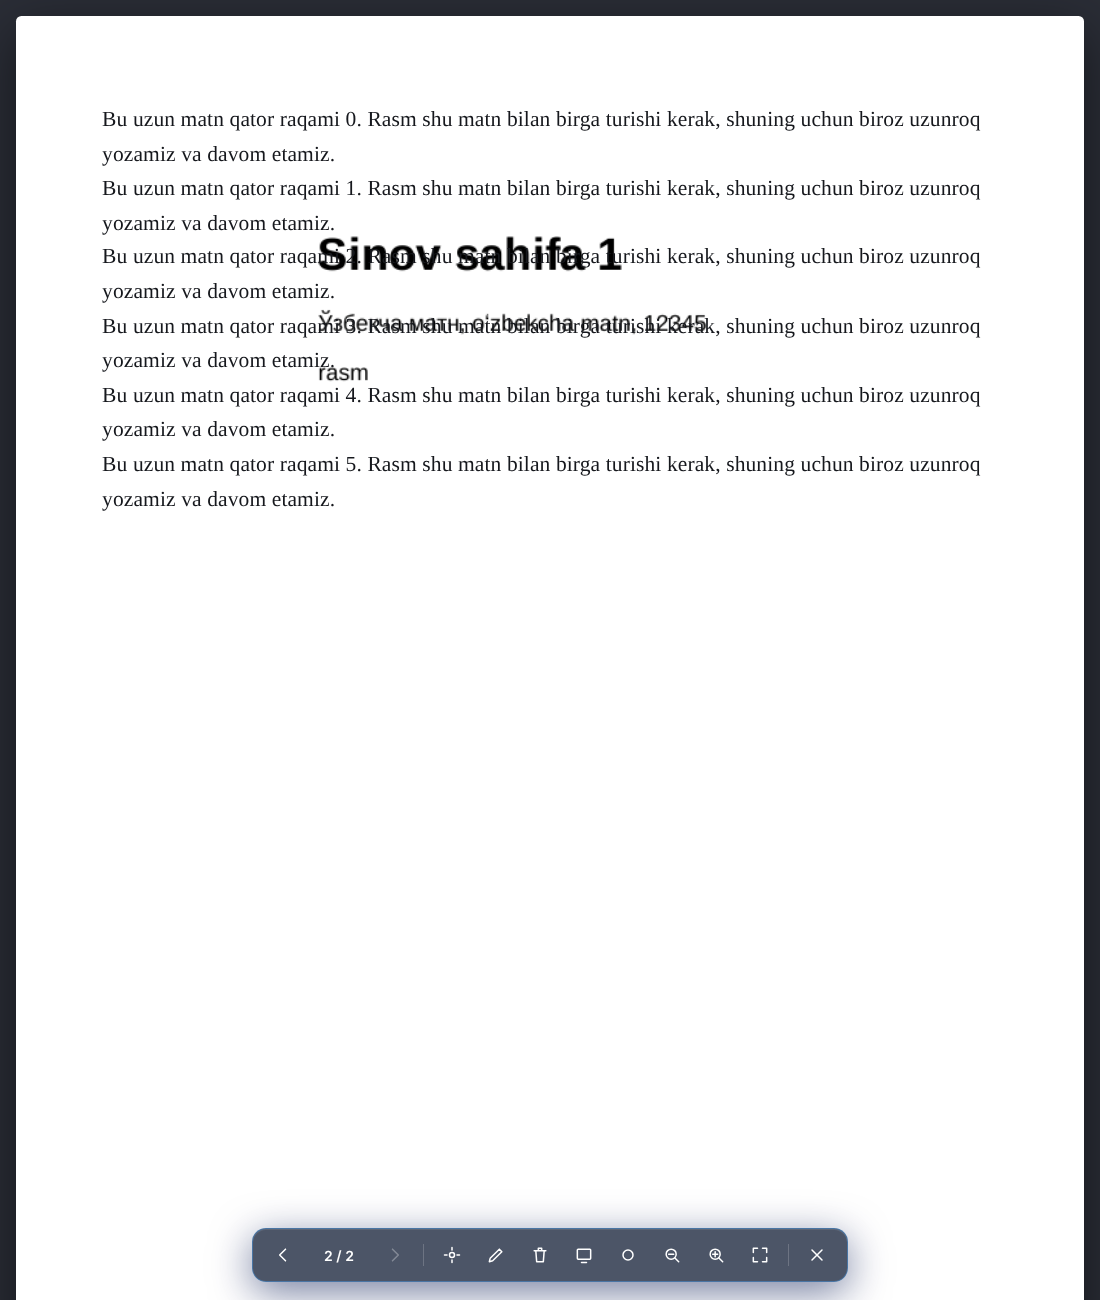 Bu uzun matn qator raqami 0. Rasm shu matn bilan birga turishi kerak, shuning uchun biroz uzunroq
yozamiz va davom etamiz.
Bu uzun matn qator raqami 1. Rasm shu matn bilan birga turishi kerak, shuning uchun biroz uzunroq
yozamiz va davom etamiz.
Sinov sahifa 1
Bu uzun matn qator raqami 2. Rasm shu matn bilan birga turishi kerak, shuning uchun biroz uzunroq
yozamiz va davom etamiz.
Ўзбекча матн, o'zbekcha matn, 12345
Bu uzun matn qator raqami 3. Rasm shu matn bilan birga turishi kerak, shuning uchun biroz uzunroq
yozamiz va davom etamiz.
rasm
Bu uzun matn qator raqami 4. Rasm shu matn bilan birga turishi kerak, shuning uchun biroz uzunroq
yozamiz va davom etamiz.
Bu uzun matn qator raqami 5. Rasm shu matn bilan birga turishi kerak, shuning uchun biroz uzunroq
yozamiz va davom etamiz.
2 / 2